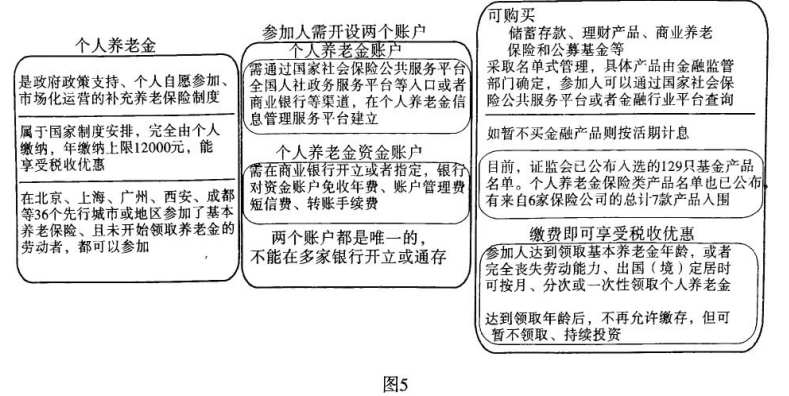 个人养老金
是政府政策支持、个人自愿参加、
市场化运营的补充养老保险制度
属于国家制度安排，完全由个人
缴纳，年缴纳上限12000元，能
享受税收优惠
在北京、上海、广州、西安、成都
等36个先行城市或地区参加了基本
养老保险、且未开始领取养老金的
劳动者，都可以参加
参加人需开设两个账户
个人养老金账户
需通过国家社会保险公共服务平台
全国人社政务服务平台等入口或者
商业银行等渠道，在个人养老金信
息管理服务平台建立
个人养老金资金账户
需在商业银行开立或者指定，银行
对资金账户免收年费、账户管理费
短信费、转账手续费
两个账户都是唯一的，
不能在多家银行开立或通存
可购买
储蓄存款、理财产品、商业养老
保险和公募基金等
采取名单式管理，具体产品由金融监管
部门确定，参加人可以通过国家社会保
险公共服务平台或者金融行业平台查询
如暂不买金融产品则按活期计息
目前，证监会已公布入选的129只基金产品
名单。个人养老金保险类产品名单也已公布，
有来自6家保险公司的总计7款产品入围
缴费即可享受税收优惠
参加人达到领取基本养老金年龄，或者
完全丧失劳动能力、出国（境）定居时
可按月、分次或一次性领取个人养老金
达到领取年龄后，不再允许缴存，但可
暂不领取、持续投资
图5